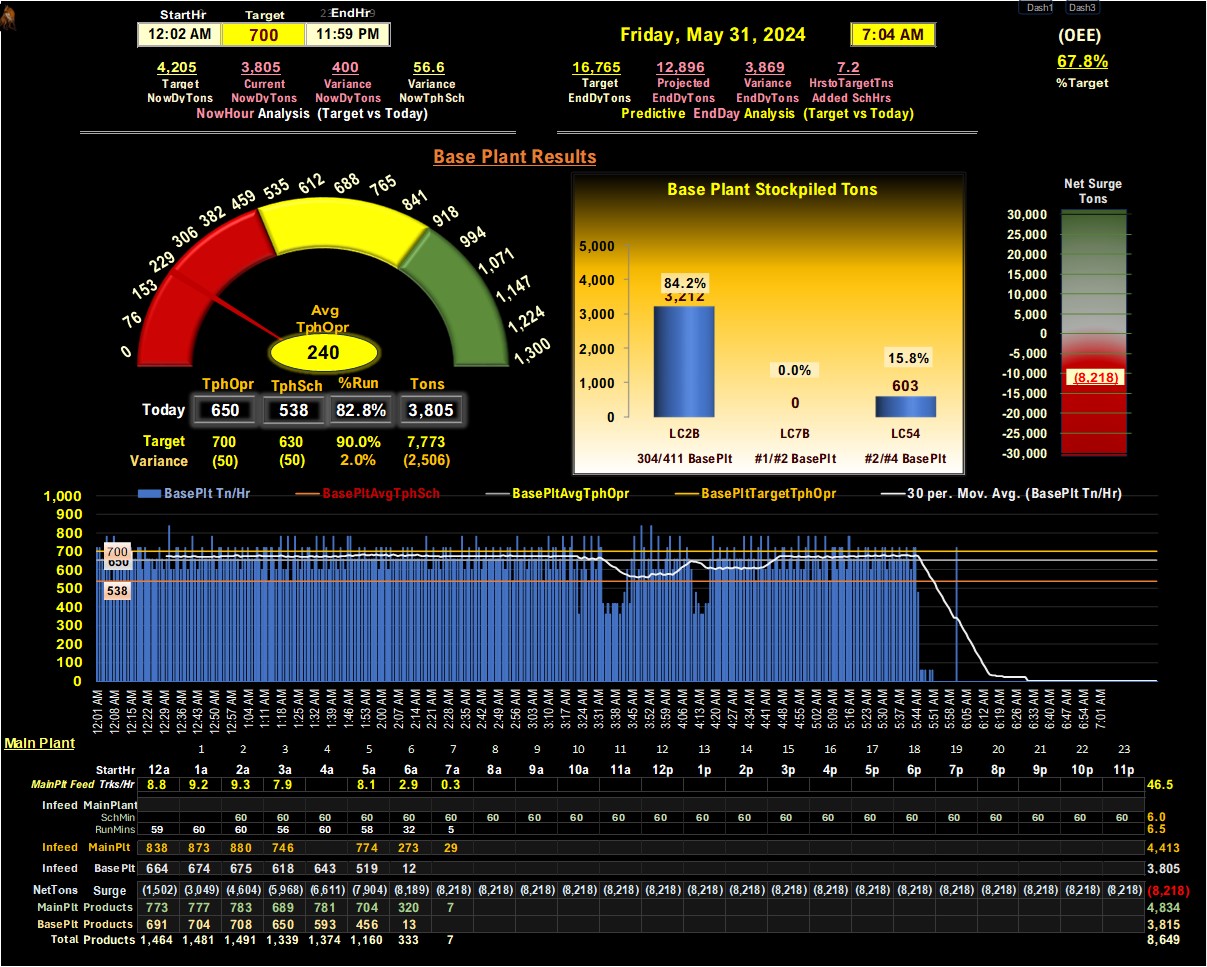 Dash1 Dash3
StartHr Target EndHr
12:02 AM 700 11:59 PM
Friday, May 31, 2024 7:04 AM
(OEE)
67.8%
%Target
4,205 3,805 400 56.6
Target Current Variance Variance
NowDyTons NowDyTons NowDyTons NowTphSch
NowHour Analysis (Target vs Today)
16,765 12,896 3,869 7.2
Target Projected Variance HrstoTargetTns
EndDyTons EndDyTons EndDyTons Added SchHrs
Predictive EndDay Analysis (Target vs Today)
Base Plant Results
0 76 153 229 306 382 459 535 612 688 765 841 918 994 1,071 1,147 1,224 1,300
Avg
TphOpr
240
TphOpr TphSch %Run Tons
Today 650 538 82.8% 3,805
Target 700 630 90.0% 7,773
Variance (50) (50) 2.0% (2,506)
Base Plant Stockpiled Tons
5,000
4,000
3,000
2,000
1,000
0
84.2%
3,212
0.0%
0
15.8%
603
LC2B LC7B LC54
304/411 BasePlt #1/#2 BasePlt #2/#4 BasePlt
Net Surge
Tons
30,000
25,000
20,000
15,000
10,000
5,000
0
-5,000
-10,000
-15,000
-20,000
-25,000
-30,000
(8,218)
BasePlt Tn/Hr BasePltAvgTphSch BasePltAvgTphOpr BasePltTargetTphOpr 30 per. Mov. Avg. (BasePlt Tn/Hr)
1,000
900
800
700
600
500
400
300
200
100
0
700
650
538
12:01 AM 12:08 AM 12:15 AM 12:22 AM 12:29 AM 12:36 AM 12:43 AM 12:50 AM 12:57 AM 1:04 AM 1:11 AM 1:18 AM 1:25 AM 1:32 AM 1:39 AM 1:46 AM 1:53 AM 2:00 AM 2:07 AM 2:14 AM 2:21 AM 2:28 AM 2:35 AM 2:42 AM 2:49 AM 2:56 AM 3:03 AM 3:10 AM 3:17 AM 3:24 AM 3:31 AM 3:38 AM 3:45 AM 3:52 AM 3:59 AM 4:06 AM 4:13 AM 4:20 AM 4:27 AM 4:34 AM 4:41 AM 4:48 AM 4:55 AM 5:02 AM 5:09 AM 5:16 AM 5:23 AM 5:30 AM 5:37 AM 5:44 AM 5:51 AM 5:58 AM 6:05 AM 6:12 AM 6:19 AM 6:26 AM 6:33 AM 6:40 AM 6:47 AM 6:54 AM 7:01 AM
Main Plant
1 2 3 4 5 6 7 8 9 10 11 12 13 14 15 16 17 18 19 20 21 22 23
StartHr 12a 1a 2a 3a 4a 5a 6a 7a 8a 9a 10a 11a 12p 1p 2p 3p 4p 5p 6p 7p 8p 9p 10p 11p
MainPlt Feed Trks/Hr 8.8 9.2 9.3 7.9 8.1 2.9 0.3 46.5
Infeed MainPlant
SchMin 60 60 60 60 60 60 60 60 60 60 60 60 60 60 60 60 60 60 60 60 60 60 6.0
RunMins 59 60 60 56 60 58 32 5 6.5
Infeed MainPlt 838 873 880 746 774 273 29 4,413
Infeed BasePlt 664 674 675 618 643 519 12 3.805
NetTons Surge (1,502) (3,049) (4,604) (5,968) (6,611) (7,904) (8,189) (8,218) (8,218) (8,218) (8,218) (8,218) (8,218) (8,218) (8,218) (8,218) (8,218) (8,218) (8,218) (8,218) (8,218) (8,218) (8,218) (8,218) (8,218)
MainPlt Products 773 777 783 689 781 704 320 7 4,834
BasePlt Products 691 704 708 650 593 456 13 3,815
Total Products 1,464 1,481 1,491 1,339 1,374 1,160 333 7 8,649